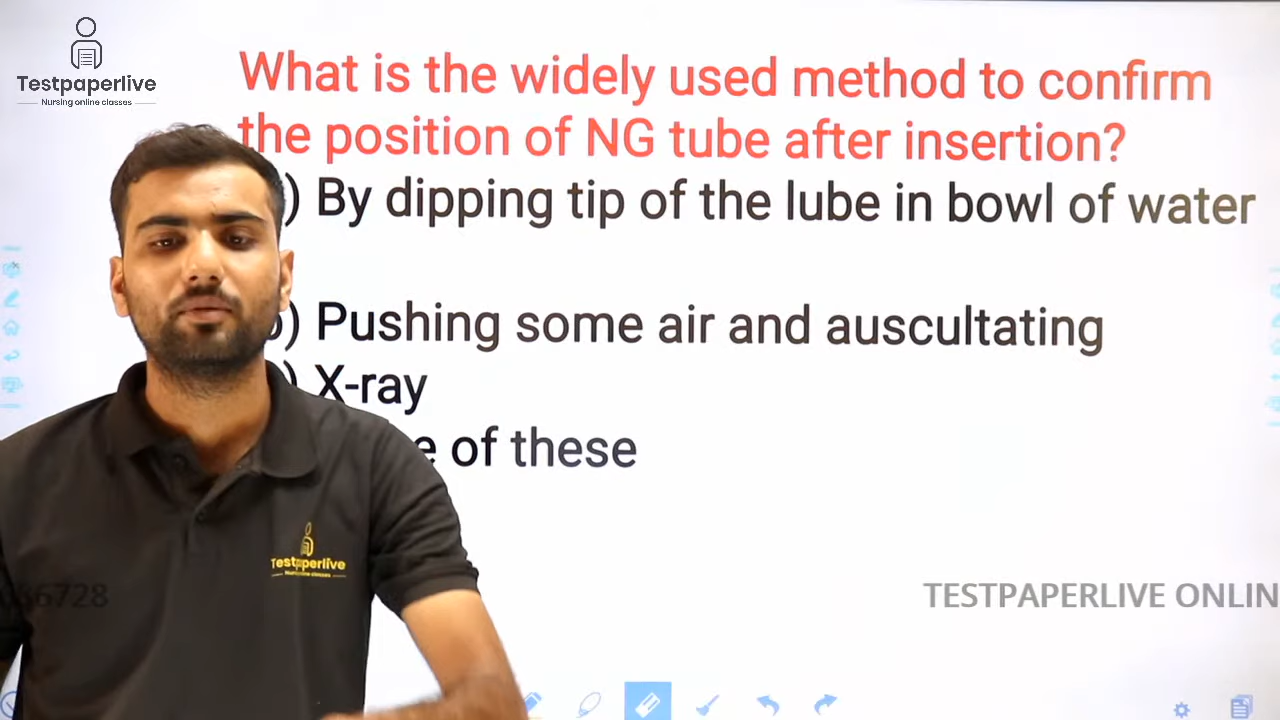 Testpaperlive
Nursing online classes
What is the widely used method to confirm
the position of NG tube after insertion?
) By dipping tip of the lube in bowl of water
b) Pushing some air and auscultating
) X-ray
e of these
Testpaperlive
6728
TESTPAPERLIVE ONLIN